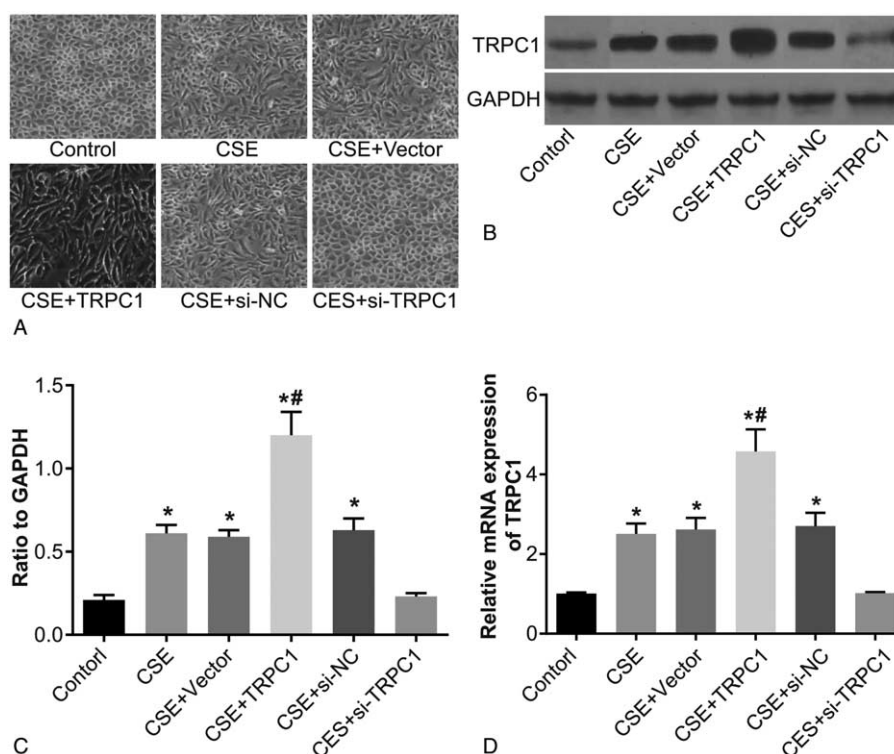 Control
CSE
CSE+Vector
CSE+TRPC1
CSE+si-NC
CES+si-TRPC1
A
TRPC1
GAPDH
Contorl
CSE
CSE+Vector
CSE+TRPC1
CSE+si-NC
CES+si-TRPC1
B
Ratio to GAPDH
1.5
1.0
0.5
0.0
*
*
*#
*
Contorl
CSE
CSE+Vector
CSE+TRPC1
CSE+si-NC
CES+si-TRPC1
C
Relative mRNA expression
of TRPC1
6
4
2
0
*
*
*#
*
Contorl
CSE
CSE+Vector
CSE+TRPC1
CSE+si-NC
CES+si-TRPC1
D